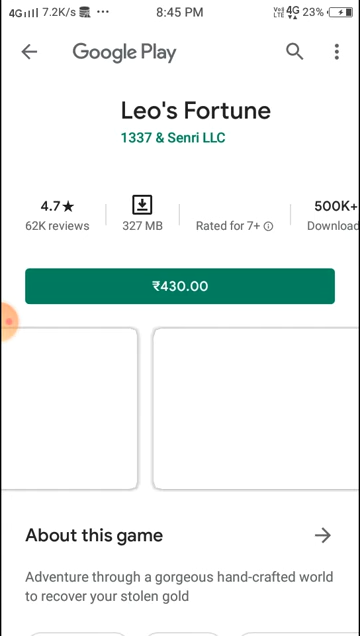 4G 7.2K/s ... 8:45 PM VoD LTE 4G 23%
Google Play
Leo's Fortune
1337 & Senri LLC
4.7★ 500K+
62K reviews 327 MB Rated for 7+ Download
₹430.00
About this game
Adventure through a gorgeous hand-crafted world
to recover your stolen gold